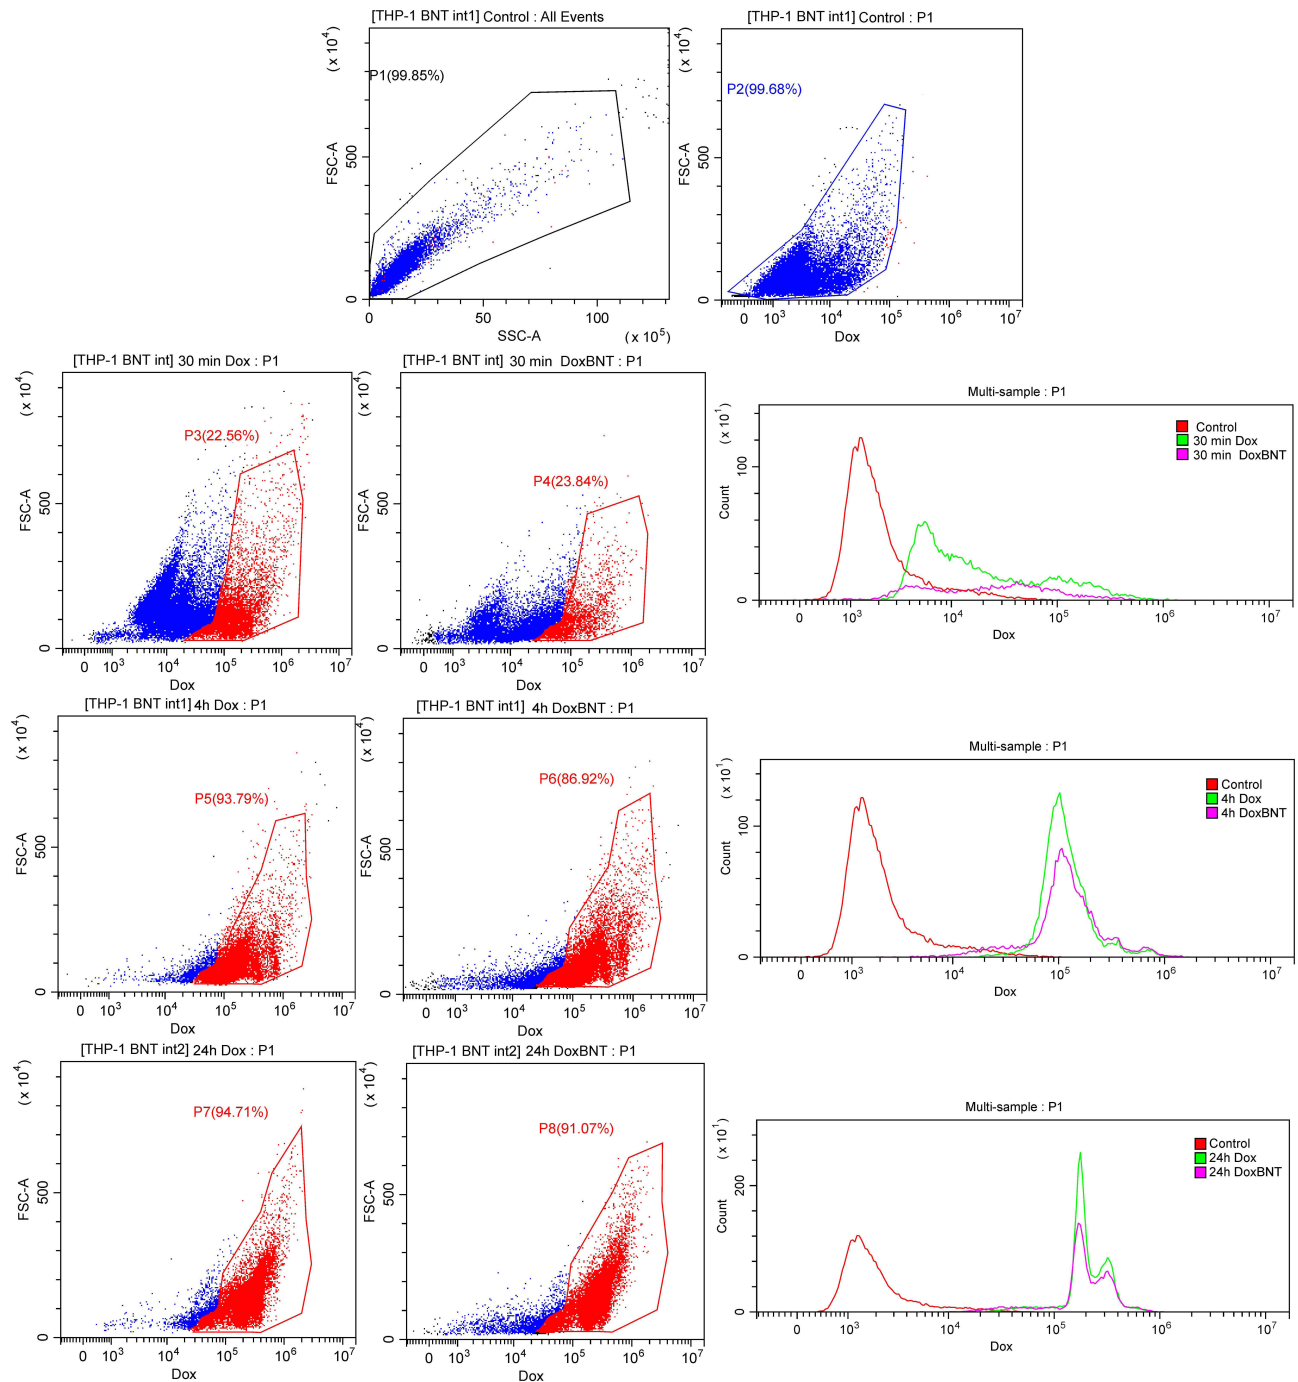 [THP-1 BNT int1] Control : All Events
(x 10^4)
P1(99.85%)
FSC-A
500
0
0 50 100
SSC-A (x 10^5)
[THP-1 BNT int1] Control : P1
(x 10^4)
P2(99.68%)
FSC-A
500
0
0 10^3 10^4 10^5 10^6 10^7
Dox
[THP-1 BNT int] 30 min Dox : P1
(x 10^4)
P3(22.56%)
FSC-A
500
0
0 10^3 10^4 10^5 10^6 10^7
Dox
[THP-1 BNT int] 30 min DoxBNT : P1
(x 10^4)
P4(23.84%)
FSC-A
500
0
0 10^3 10^4 10^5 10^6 10^7
Dox
Multi-sample : P1
(x 10^1)
Control
30 min Dox
30 min DoxBNT
Count
100
0
0 10^3 10^4 10^5 10^6 10^7
Dox
[THP-1 BNT int1] 4h Dox : P1
(x 10^4)
P5(93.79%)
FSC-A
500
0
0 10^3 10^4 10^5 10^6 10^7
Dox
[THP-1 BNT int1] 4h DoxBNT : P1
(x 10^4)
P6(86.92%)
FSC-A
500
0
0 10^3 10^4 10^5 10^6 10^7
Dox
Multi-sample : P1
(x 10^1)
Control
4h Dox
4h DoxBNT
Count
100
0
0 10^3 10^4 10^5 10^6 10^7
Dox
[THP-1 BNT int2] 24h Dox : P1
(x 10^4)
P7(94.71%)
FSC-A
500
0
0 10^3 10^4 10^5 10^6 10^7
Dox
[THP-1 BNT int2] 24h DoxBNT : P1
(x 10^4)
P8(91.07%)
FSC-A
500
0
0 10^3 10^4 10^5 10^6 10^7
Dox
Multi-sample : P1
(x 10^1)
Control
24h Dox
24h DoxBNT
Count
200
0
0 10^3 10^4 10^5 10^6 10^7
Dox